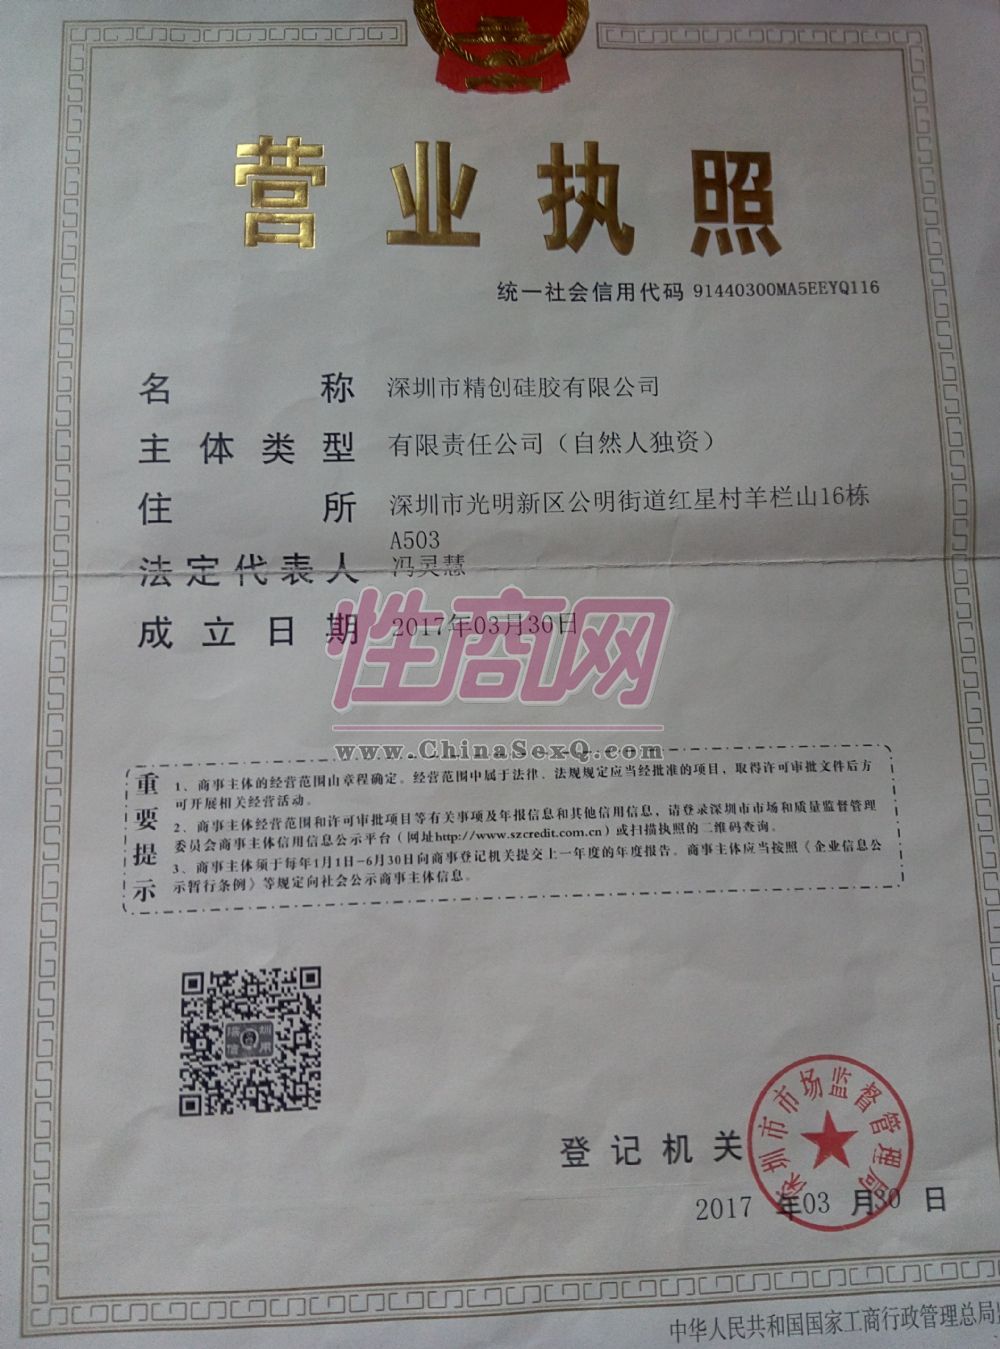 营业执照
统一社会信用代码 91440300MA5EEYQ116
名称 深圳市精创硅胶有限公司
主体类型 有限责任公司（自然人独资）
住所 深圳市光明新区公明街道红星村羊栏山16栋
A503
法定代表人 冯灵慧
成立日期 2017年03月30日
性商网
www.ChinaSexQ.com
重要提示
1、商事主体的经营范围由章程确定。经营范围中属于法律、法规规定应当经批准的项目，取得许可审批文件后方
可开展相关经营活动。
2、商事主体经营范围和许可审批项目等有关事项及年报信息和其他信用信息，请登录深圳市市场和质量监督管理
委员会商事主体信用信息公示平台（网址http://www.szcredit.com.cn）或扫描执照的二维码查询。
3、商事主体须于每年1月1日-6月30日向商事登记机关提交上一年度的年度报告。商事主体应当按照《企业信息公
示暂行条例》等规定向社会公示商事主体信息。
深圳
信用
登记机关
深圳市市场监督管理局
2017 年03 月30 日
中华人民共和国国家工商行政管理总局监